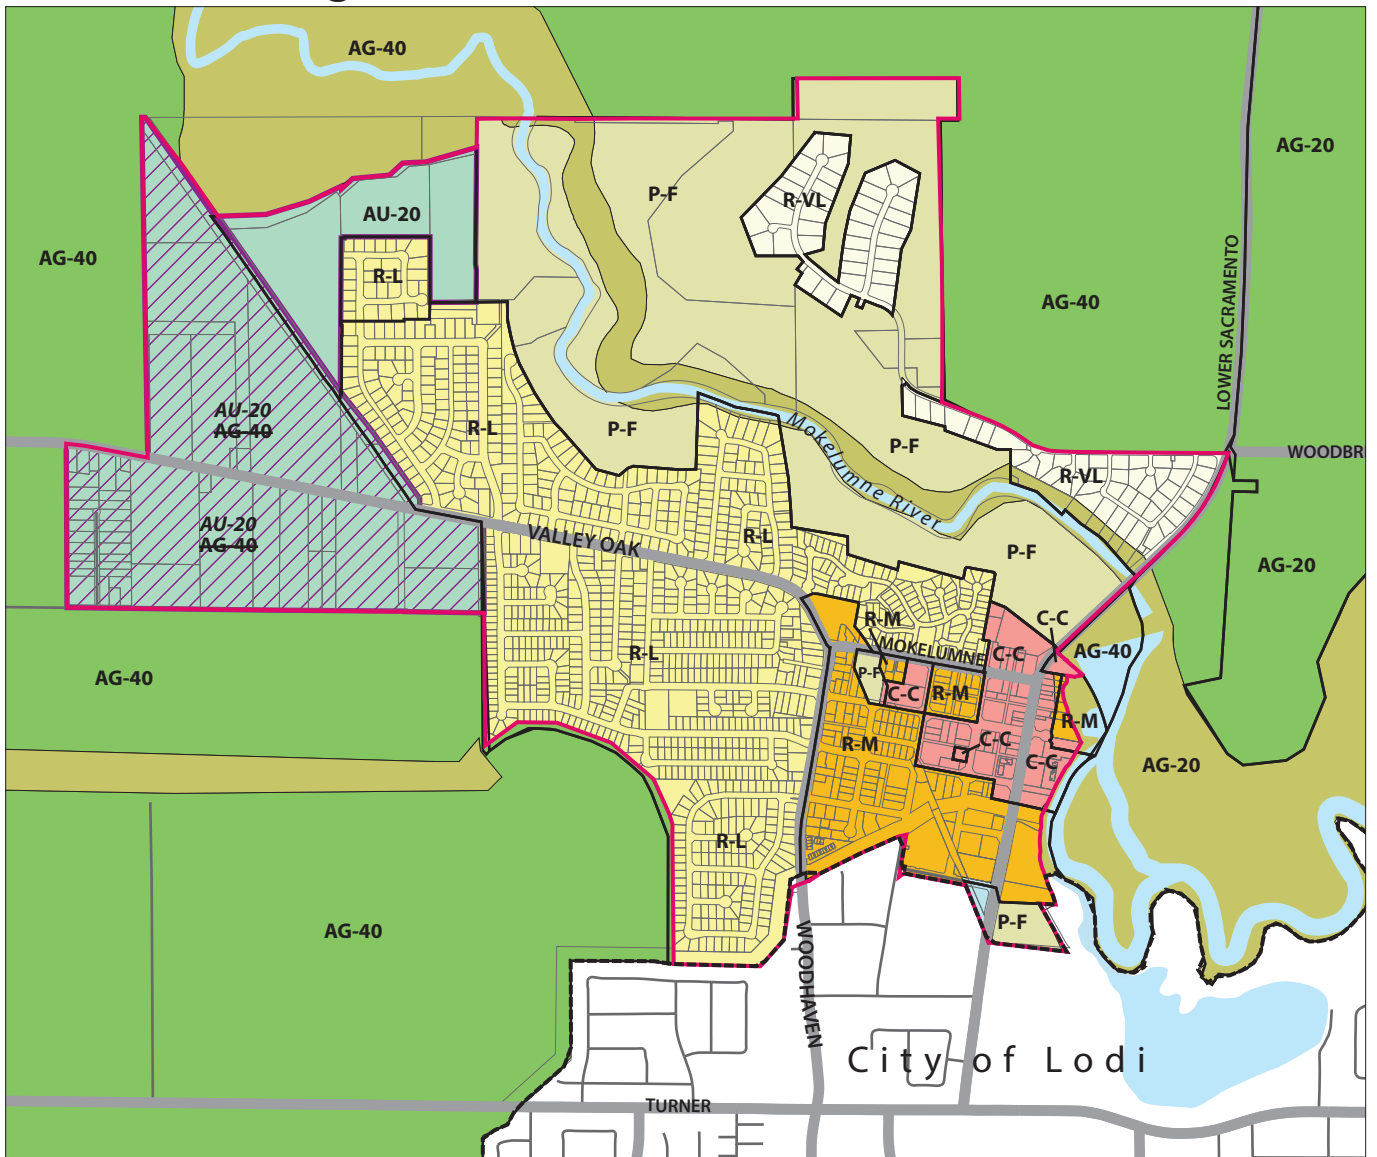 AG-40
AG-20
P-F
R-VL
AU-20
AG-40
R-L
AG-40
LOWER SACRAMENTO
AU-20
AG-40
R-L
P-F
Mokelumne River
P-F
WOODBR
R-VL
AU-20
AG-40
VALLEY OAK
R-L
P-F
AG-20
R-M
C-C
MOKELUMNE
C-C
AG-40
R-L
P-F
AG-40
C-C
R-M
R-M
R-M
C-C
C-C
AG-20
R-L
AG-40
P-F
WOODHAVEN
City of Lodi
TURNER